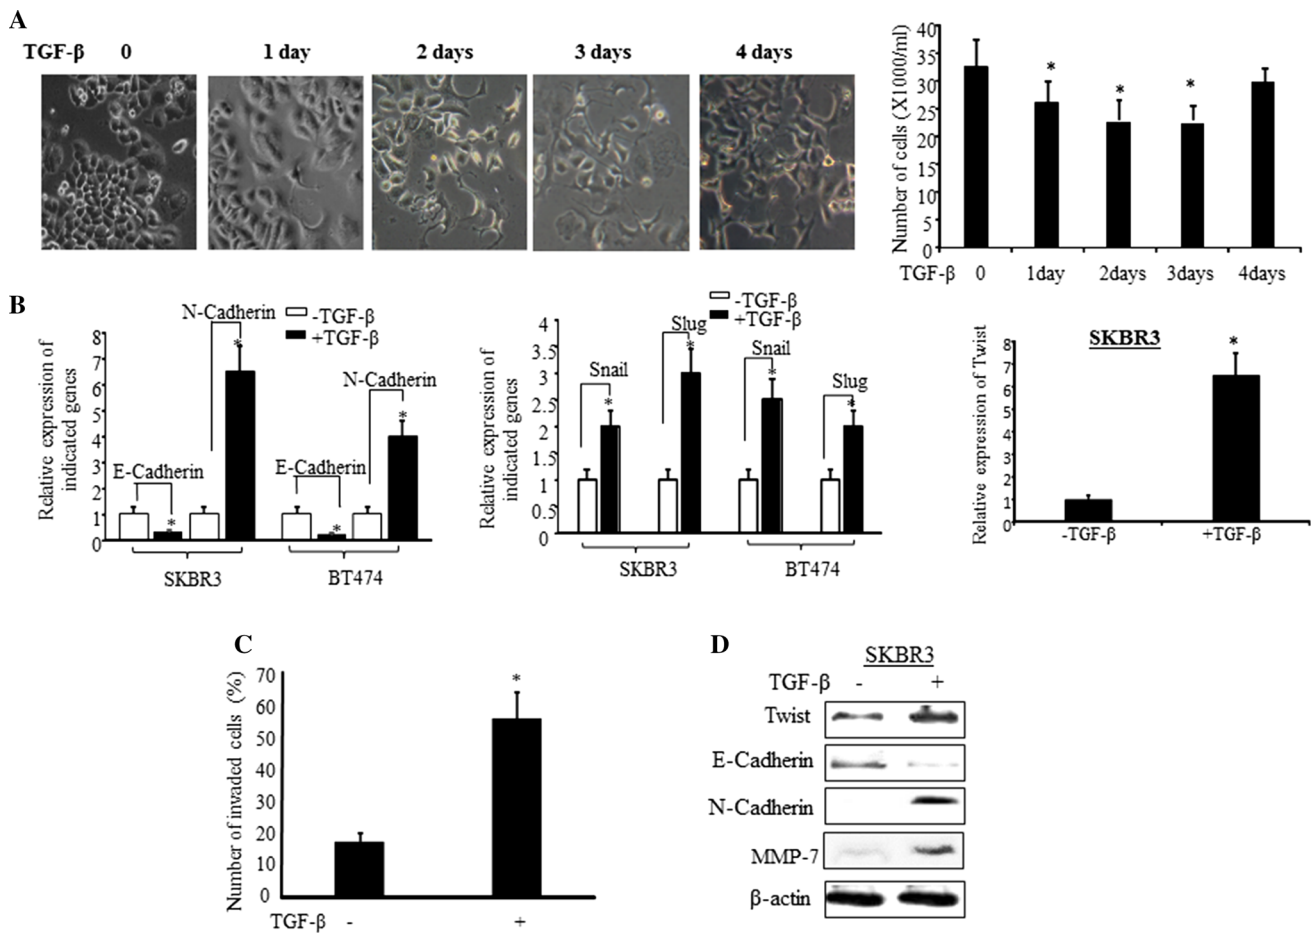 A
TGF-β 0 1 day 2 days 3 days 4 days
Number of cells (X1000/ml)
40
35
30
25
20
15
10
5
0
* * *
TGF-β 0 1day 2days 3days 4days
B
Relative expression of indicated genes
8
7
6
5
4
3
2
1
0
N-Cadherin
-TGF-β
+TGF-β
*
N-Cadherin
*
E-Cadherin
*
E-Cadherin
*
SKBR3 BT474
Relative expression of indicated genes
4
3.5
3
2.5
2
1.5
1
0.5
0
-TGF-β
+TGF-β
Snail
*
Slug
*
Snail
*
Slug
*
SKBR3 BT474
Relative expression of Twist
8
7
6
5
4
3
2
1
0
SKBR3
*
-TGF-β +TGF-β
C
Number of invaded cells (%)
70
60
50
40
30
20
10
0
*
TGF-β - +
D
SKBR3
TGF-β - +
Twist
E-Cadherin
N-Cadherin
MMP-7
β-actin